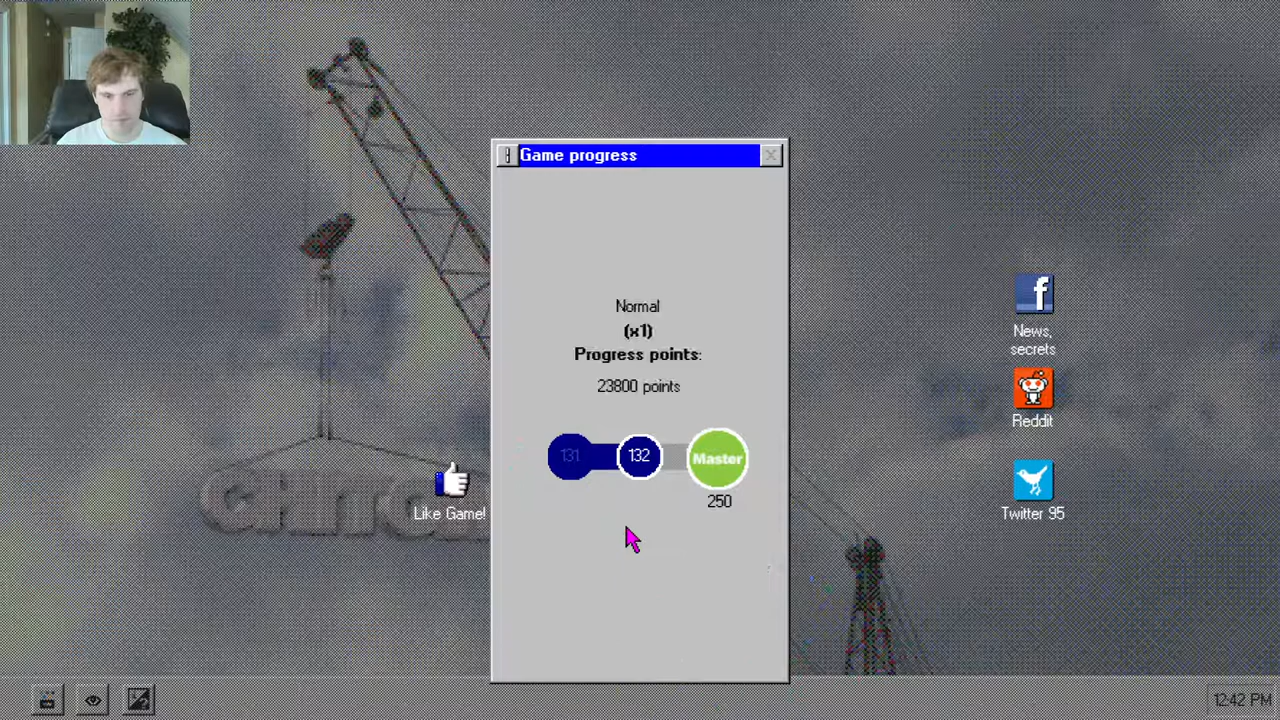 Game progress
Normal
(x1)
Progress points:
23800 points
131
132
Master
250
Like Game!
News,
secrets
Reddit
Twitter 95
12:42 PM